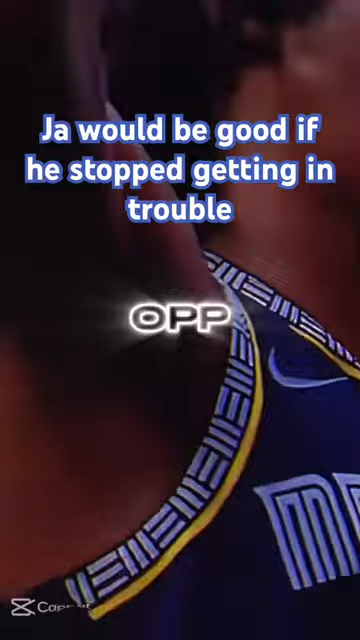 Ja would be good if
he stopped getting in
trouble
OPP